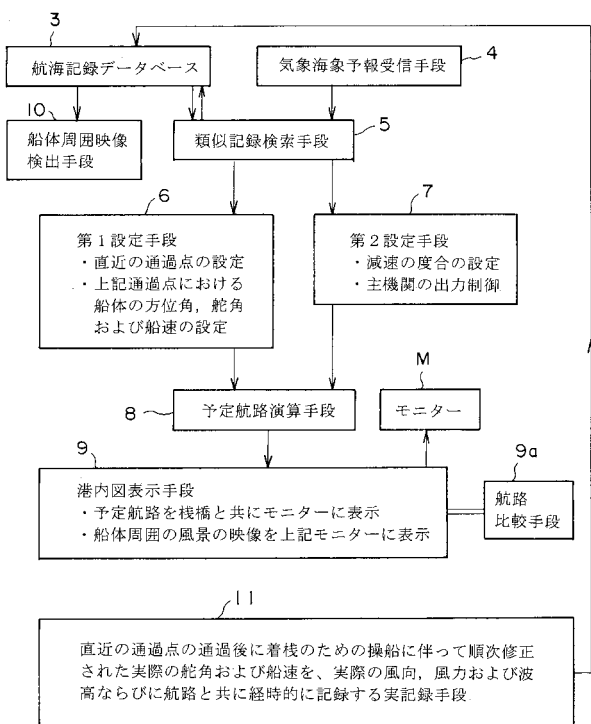 3
航海記録データベース
4
気象海象予報受信手段
10
船体周囲映像
検出手段
5
類似記録検索手段
6
第1設定手段
・直近の通過点の設定
・上記通過点における
船体の方位角，舵角
および船速の設定
7
第2設定手段
・減速の度合の設定
・主機関の出力制御
8
予定航路演算手段
M
モニター
9
港内図表示手段
・予定航路を桟橋と共にモニターに表示
・船体周囲の風景の映像を上記モニターに表示
9a
航路
比較手段
11
直近の通過点の通過後に着桟のための操船に伴って順次修正
された実際の舵角および船速を、実際の風向，風力および波
高ならびに航路と共に経時的に記録する実記録手段